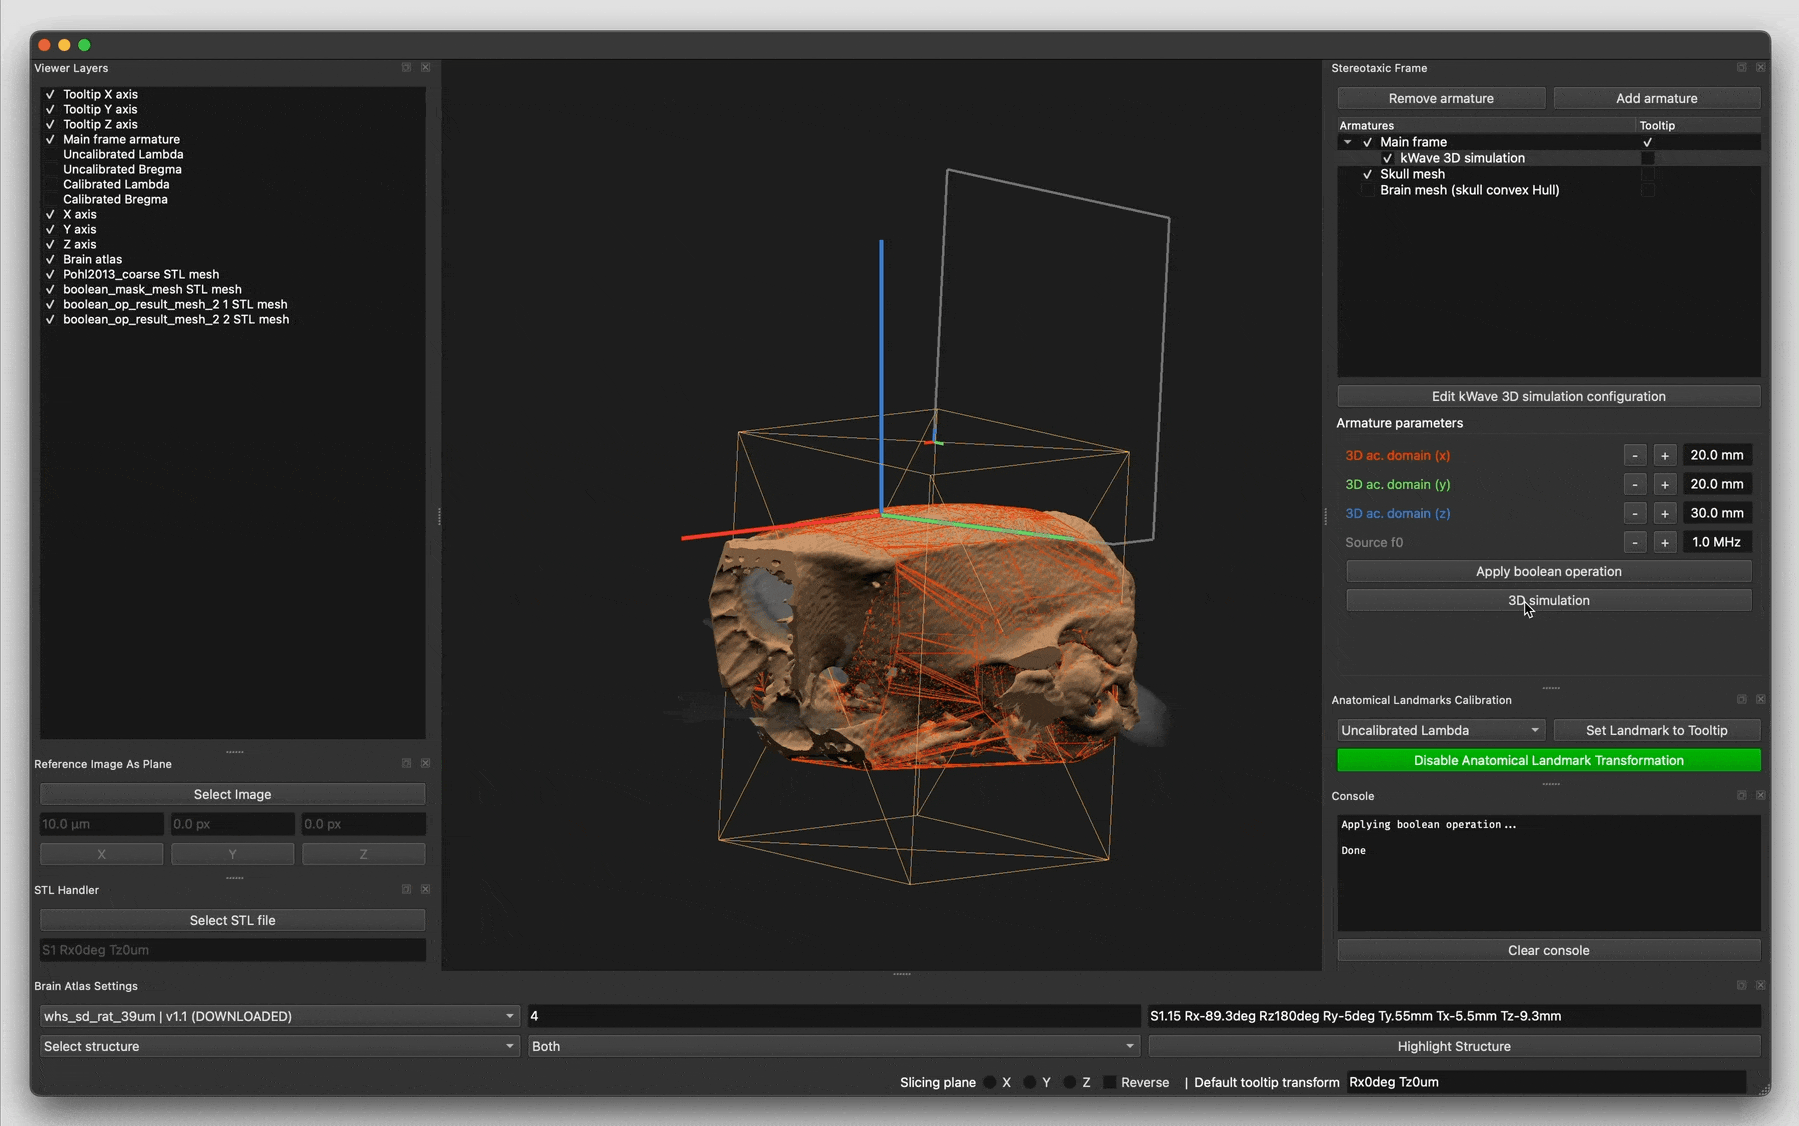 Viewer Layers
Tooltip X axis
Tooltip Y axis
Tooltip Z axis
Main frame armature
Uncalibrated Lambda
Uncalibrated Bregma
Calibrated Lambda
Calibrated Bregma
X axis
Y axis
Z axis
Brain atlas
Pohl2013_coarse STL mesh
boolean_mask_mesh STL mesh
boolean_op_result_mesh_2 1 STL mesh
boolean_op_result_mesh_2 2 STL mesh
Reference Image As Plane
Select Image
10.0 µm 0.0 px 0.0 px
X Y Z
STL Handler
Select STL file
S1 Rx0deg Tz0um
Stereotaxic Frame
Remove armature Add armature
Armatures Tooltip
Main frame
kWave 3D simulation
Skull mesh
Brain mesh (skull convex Hull)
Edit kWave 3D simulation configuration
Armature parameters
3D ac. domain (x) - + 20.0 mm
3D ac. domain (y) - + 20.0 mm
3D ac. domain (z) - + 30.0 mm
Source f0 - + 1.0 MHz
Apply boolean operation
3D simulation
Anatomical Landmarks Calibration
Uncalibrated Lambda Set Landmark to Tooltip
Disable Anatomical Landmark Transformation
Console
Applying boolean operation...
Done
Clear console
Brain Atlas Settings
whs_sd_rat_39um | v1.1 (DOWNLOADED) 4 S1.15 Rx-89.3deg Rz180deg Ry-5deg Ty.55mm Tx-5.5mm Tz-9.3mm
Select structure Both Highlight Structure
Slicing plane X Y Z Reverse | Default tooltip transform Rx0deg Tz0um